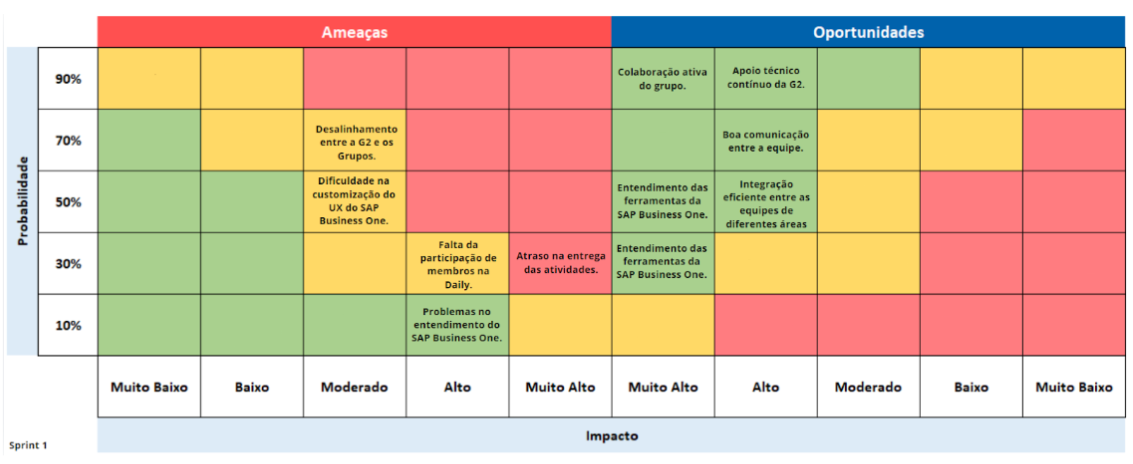 Ameaças
Oportunidades
Probabilidade
90%
Colaboração ativa
do grupo.
Apoio técnico
contínuo da G2.
70%
Desalinhamento
entre a G2 e os
Grupos.
Boa comunicação
entre a equipe.
50%
Dificuldade na
customização do
UX do SAP
Business One.
Entendimento das
ferramentas da
SAP Business One.
Integração
eficiente entre as
equipes de
diferentes áreas
30%
Falta da
participação de
membros na
Daily.
Atraso na entrega
das atividades.
Entendimento das
ferramentas da
SAP Business One.
10%
Problemas no
entendimento do
SAP Business One.
Muito Baixo
Baixo
Moderado
Alto
Muito Alto
Muito Alto
Alto
Moderado
Baixo
Muito Baixo
Impacto
Sprint 1